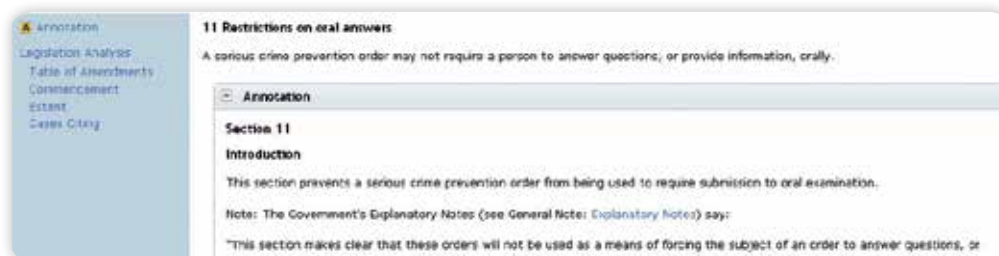 A Annotation
Legislation Analysis
Table of Amendments
Commencement
Extent
Cases Citing
11 Restrictions on oral answers
A serious crime prevention order may not require a person to answer questions, or provide information, orally.
Annotation
Section 11
Introduction
This section prevents a serious crime prevention order from being used to require submission to oral examination.
Note: The Government's Explanatory Notes (see General Note: Explanatory Notes) say:
"This section makes clear that these orders will not be used as a means of forcing the subject of an order to answer questions, or